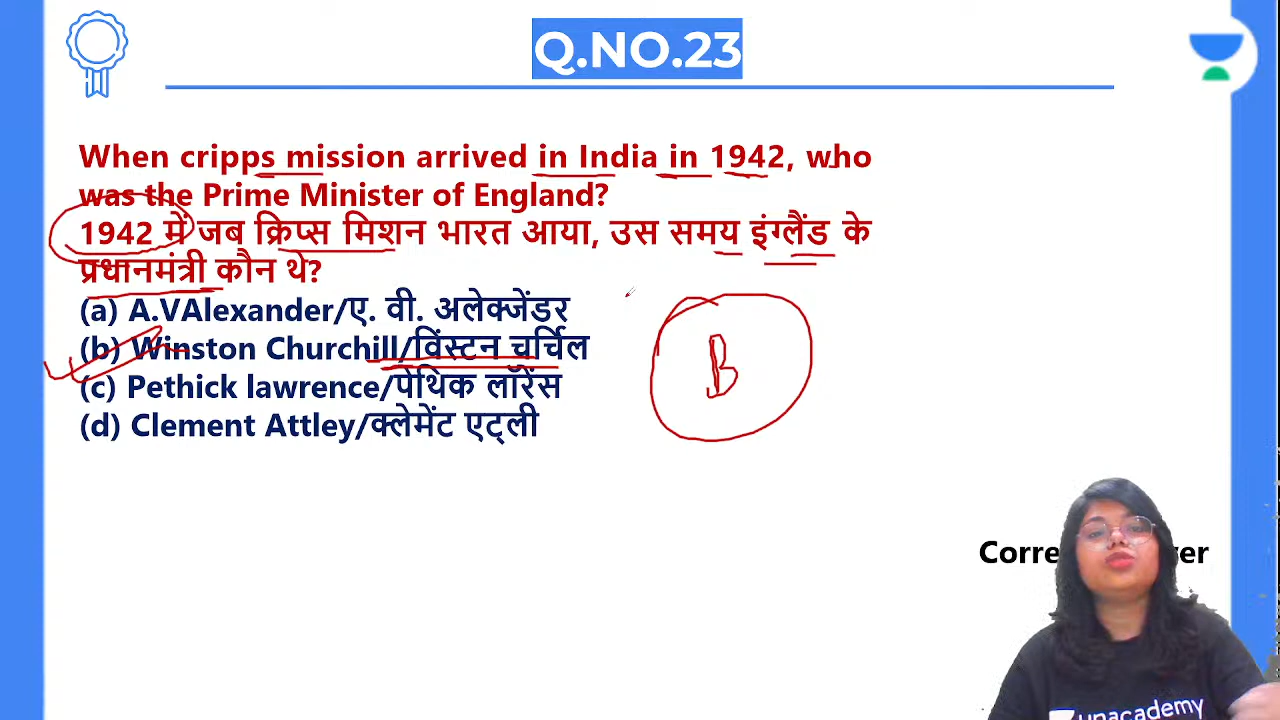 Q.NO.23
When cripps mission arrived in India in 1942, who
was the Prime Minister of England?
1942 में जब क्रिप्स मिशन भारत आया, उस समय इंग्लैंड के
प्रधानमंत्री कौन थे?
(a) A.VAlexander/ए. वी. अलेक्जेंडर
(b) Winston Churchill/विंस्टन चर्चिल
(c) Pethick lawrence/पेथिक लॉरेंस
(d) Clement Attley/क्लेमेंट एट्ली
B
unacademy